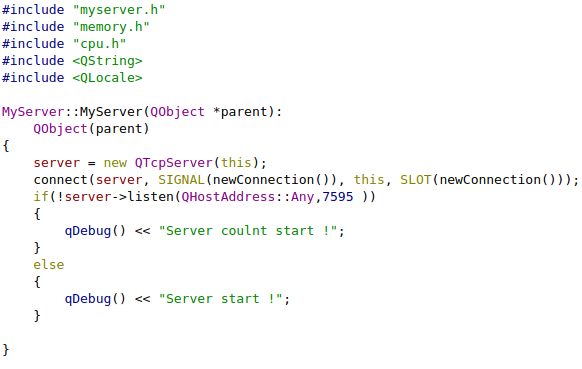 #include "myserver.h"
#include "memory.h"
#include "cpu.h"
#include <QString>
#include <QLocale>

MyServer::MyServer(QObject *parent):
    QObject(parent)
{
    server = new QTcpServer(this);
    connect(server, SIGNAL(newConnection()), this, SLOT(newConnection()));
    if(!server->listen(QHostAddress::Any,7595 ))
    {
        qDebug() << "Server coulnt start !";
    }
    else
    {
        qDebug() << "Server start !";
    }

}